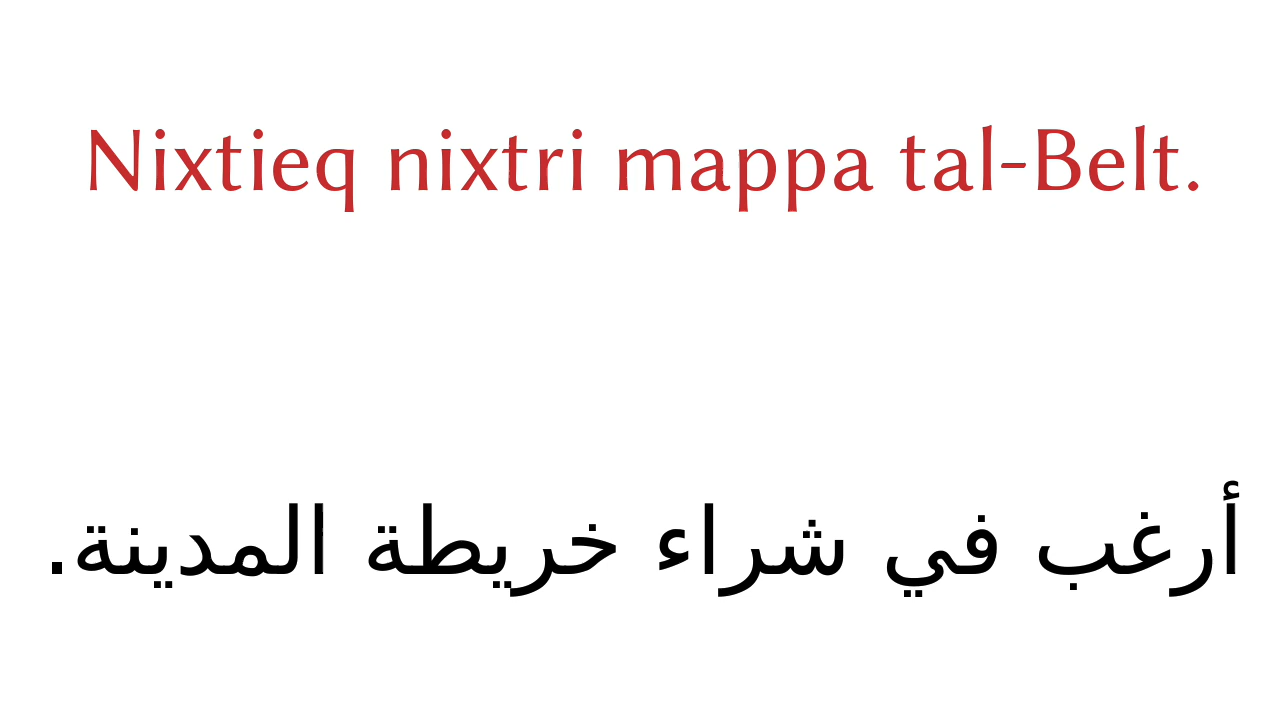 Nixtieq nixtri mappa tal-Belt.
أرغب في شراء خريطة المدينة.